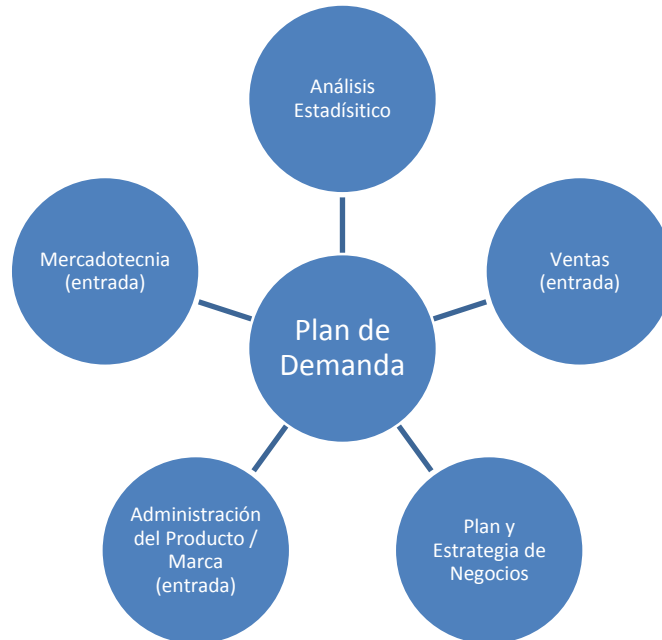 Análisis
Estadísitico
Mercadotecnia
(entrada)
Ventas
(entrada)
Plan de
Demanda
Administración
del Producto /
Marca
(entrada)
Plan y
Estrategia de
Negocios